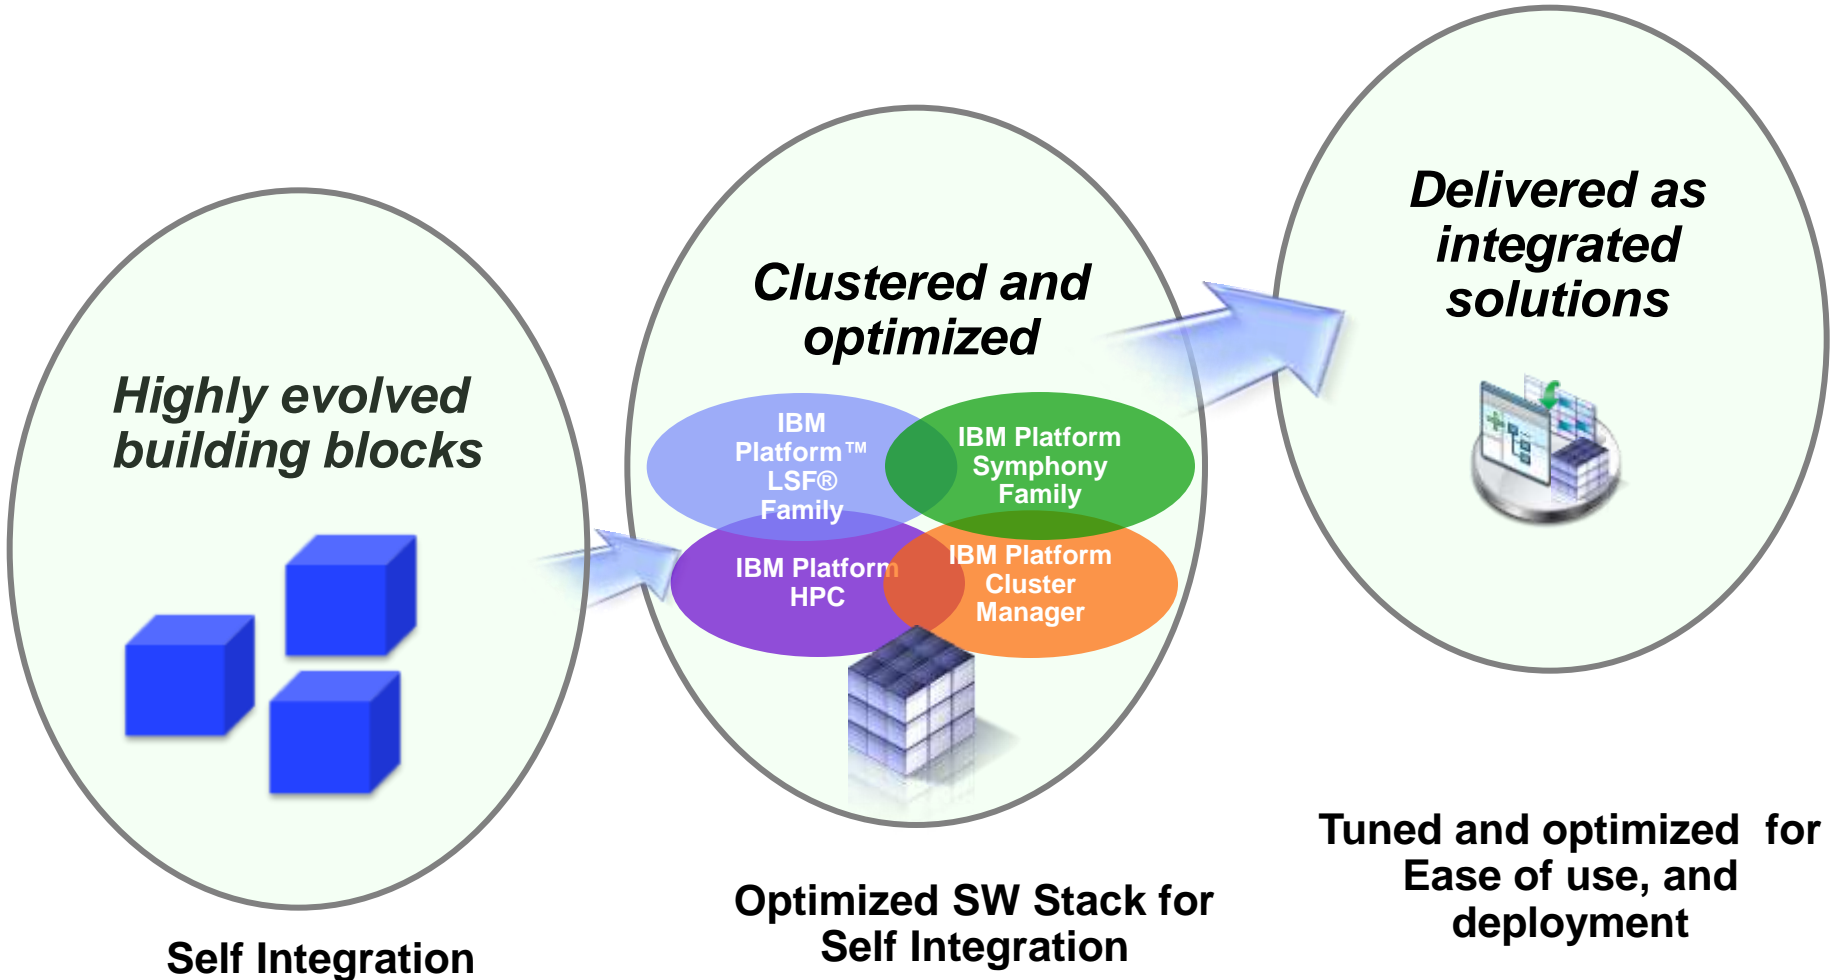 Highly evolved
building blocks
Self Integration
Clustered and
optimized
IBM
Platform™
LSF®
Family
IBM Platform
Symphony
Family
IBM Platform
HPC
IBM Platform
Cluster
Manager
Optimized SW Stack for
Self Integration
Delivered as
integrated
solutions
Tuned and optimized  for
Ease of use, and
deployment